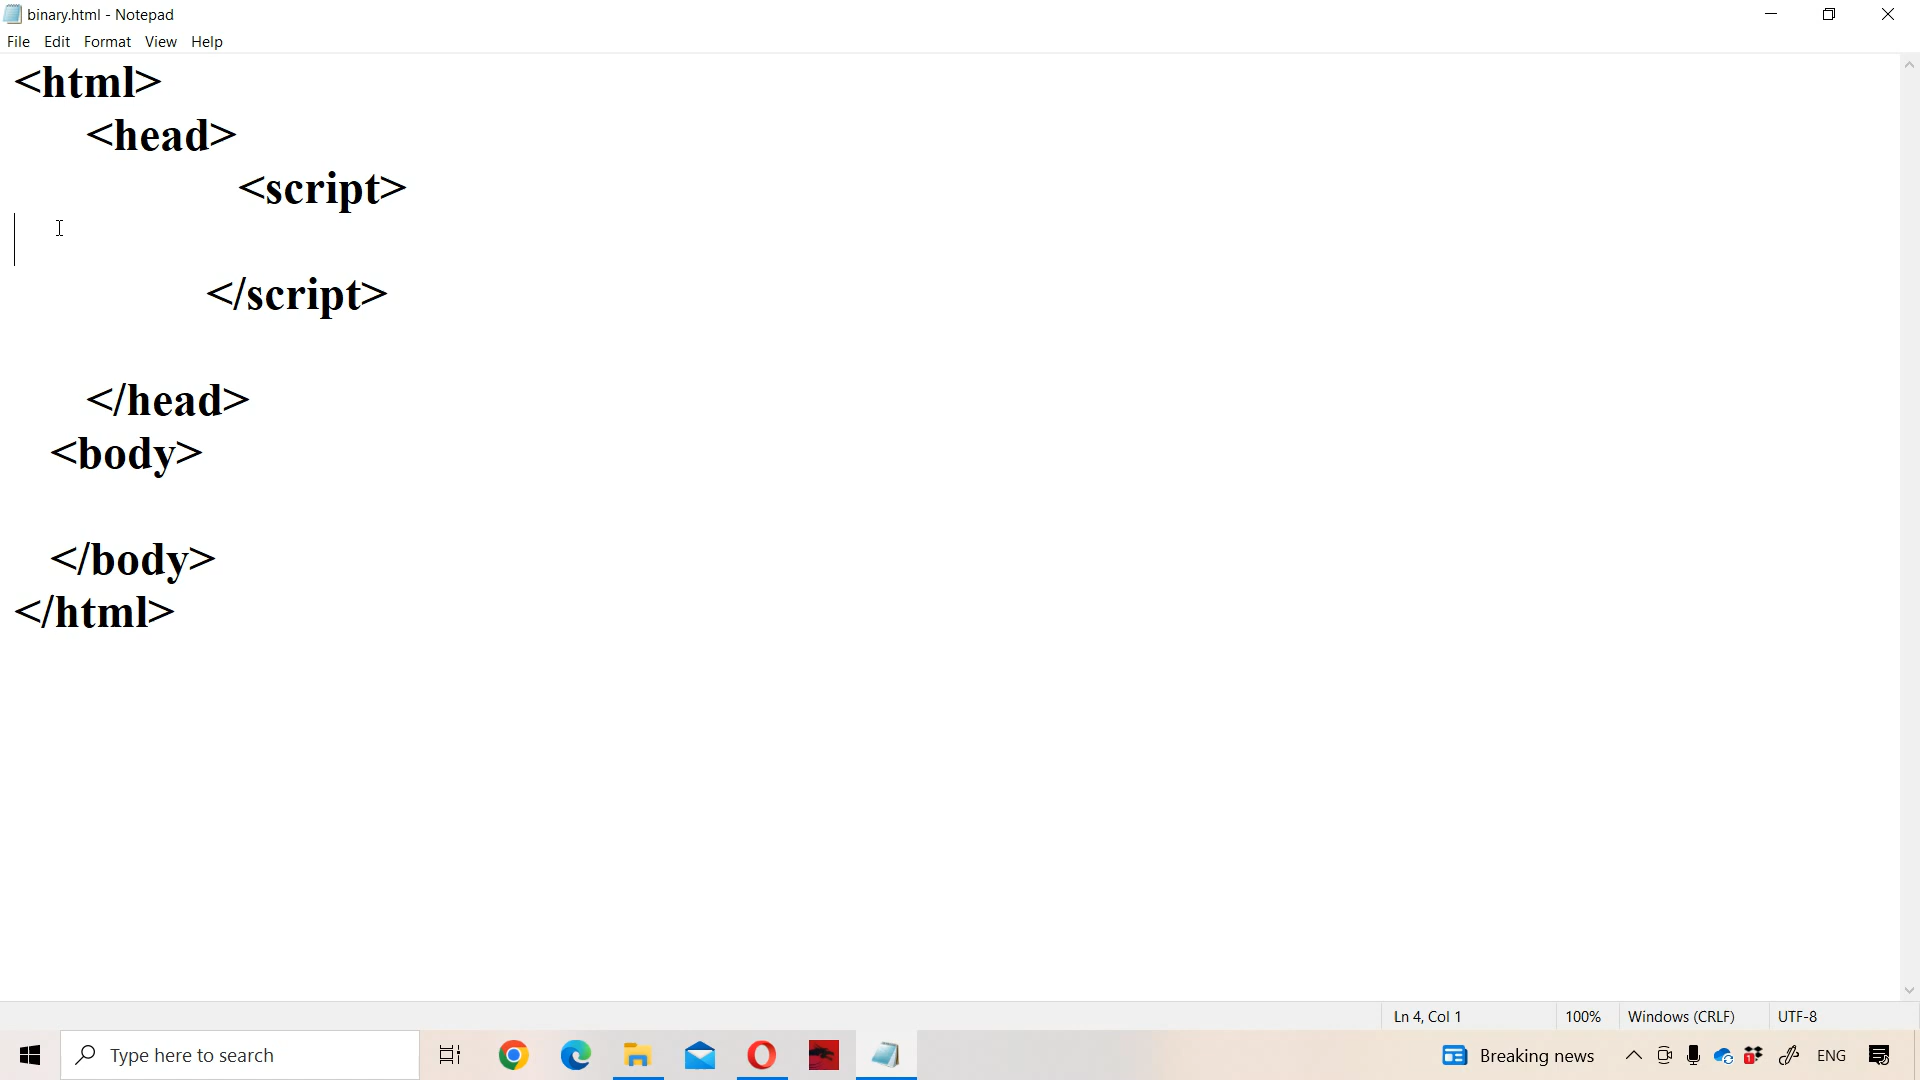 binary.html - Notepad
File Edit Format View Help
<html>
<head>
<script>
</script>
</head>
<body>
</body>
</html>
Ln 4, Col 1 100% Windows (CRLF) UTF-8
Type here to search Breaking news 1 ENG